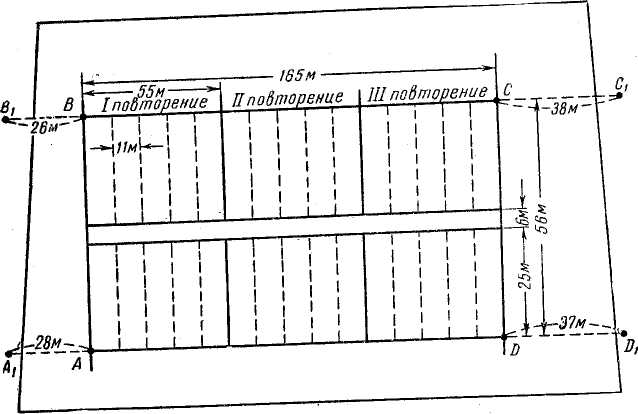 165м
55м
B₁ B I повторение II повторение III повторение C C₁
26м 38м
11м
6м
56м
25м
28м 37м
A₁ A D D₁